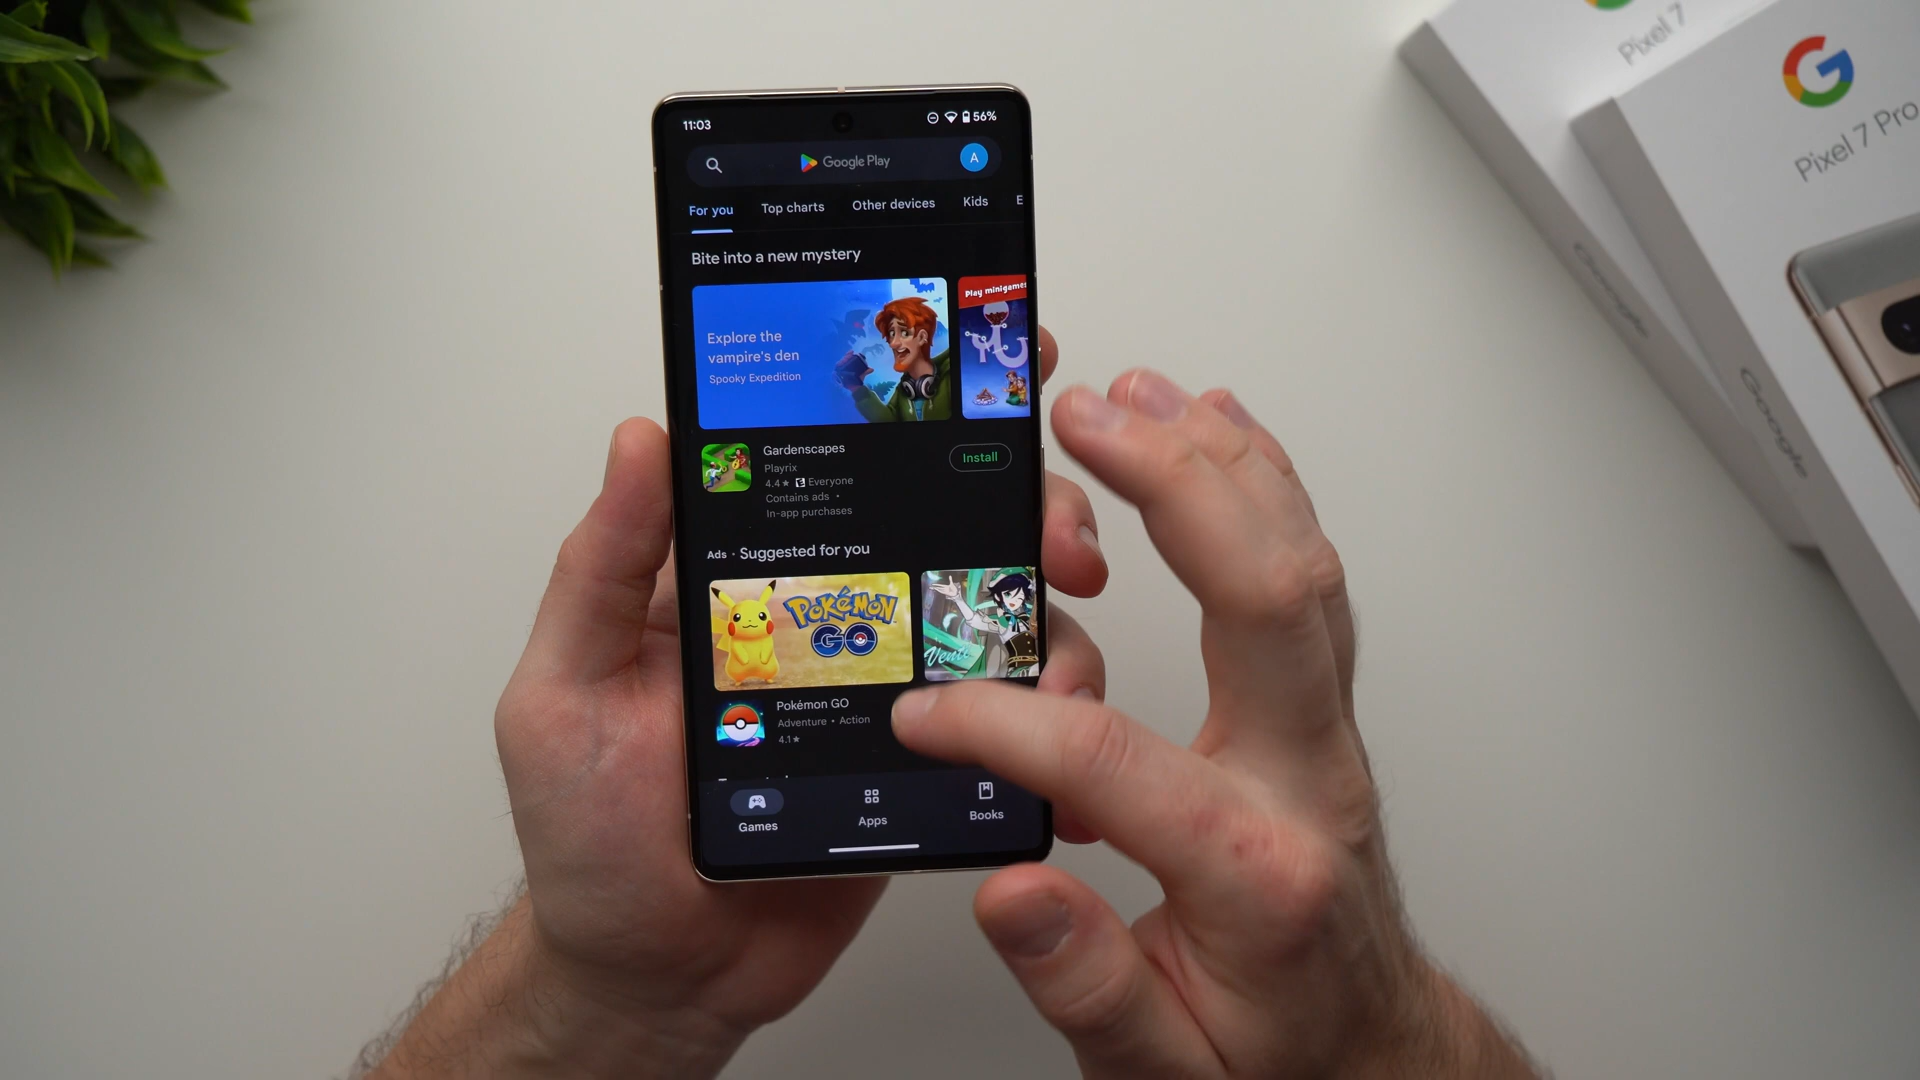 11:03
56%
Google Play
A
For you
Top charts
Other devices
Kids
E
Bite into a new mystery
Explore the
vampire's den
Spooky Expedition
Play minigames
Gardenscapes
Playrix
4.4★ E Everyone
Contains ads •
In-app purchases
Install
Ads · Suggested for you
POKÉMON
GO
Venti
Pokémon GO
Adventure • Action
4.1★
Games
Apps
Books
Pixel 7
G
Pixel 7 Pro
Google
Google